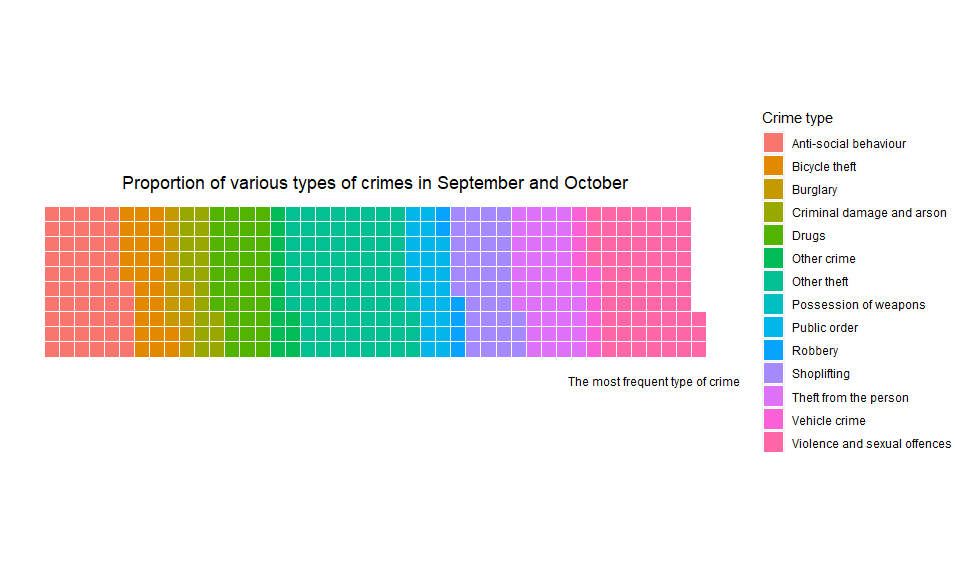 Proportion of various types of crimes in September and October
The most frequent type of crime
Crime type
Anti-social behaviour
Bicycle theft
Burglary
Criminal damage and arson
Drugs
Other crime
Other theft
Possession of weapons
Public order
Robbery
Shoplifting
Theft from the person
Vehicle crime
Violence and sexual offences